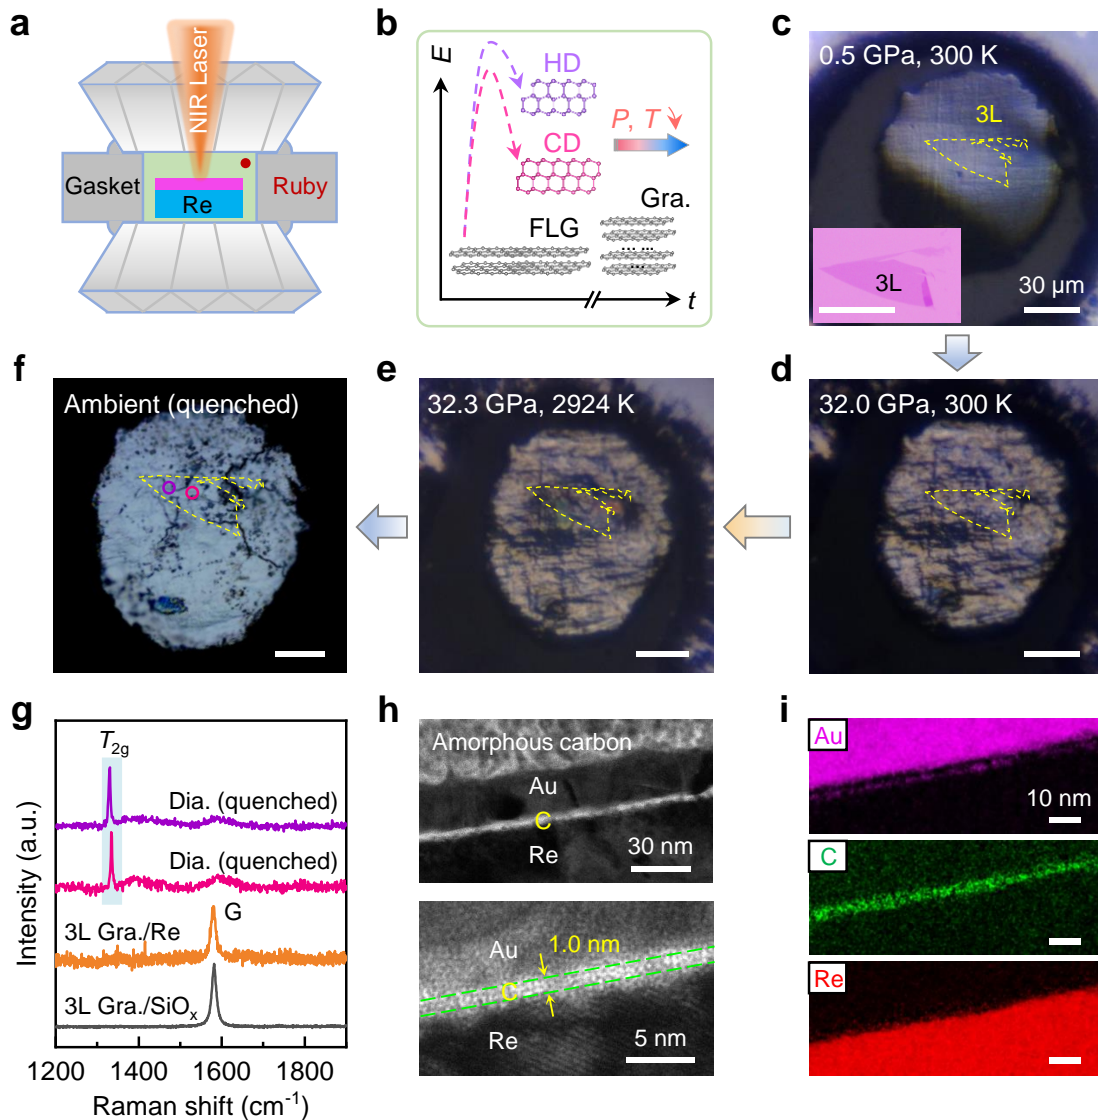 a
NIR Laser
Gasket
Re
Ruby
b
E
HD
CD
P, T
Gra.
FLG
... ...
...
t
c
0.5 GPa, 300 K
3L
3L
30 μm
f
Ambient (quenched)
e
32.3 GPa, 2924 K
d
32.0 GPa, 300 K
g
T2g
Dia. (quenched)
Dia. (quenched)
3L Gra./Re
G
3L Gra./SiOx
Intensity (a.u.)
1200 1400 1600 1800
Raman shift (cm-1)
h
Amorphous carbon
Au
C
Re
30 nm
Au
1.0 nm
C
Re
5 nm
i
Au
10 nm
C
Re